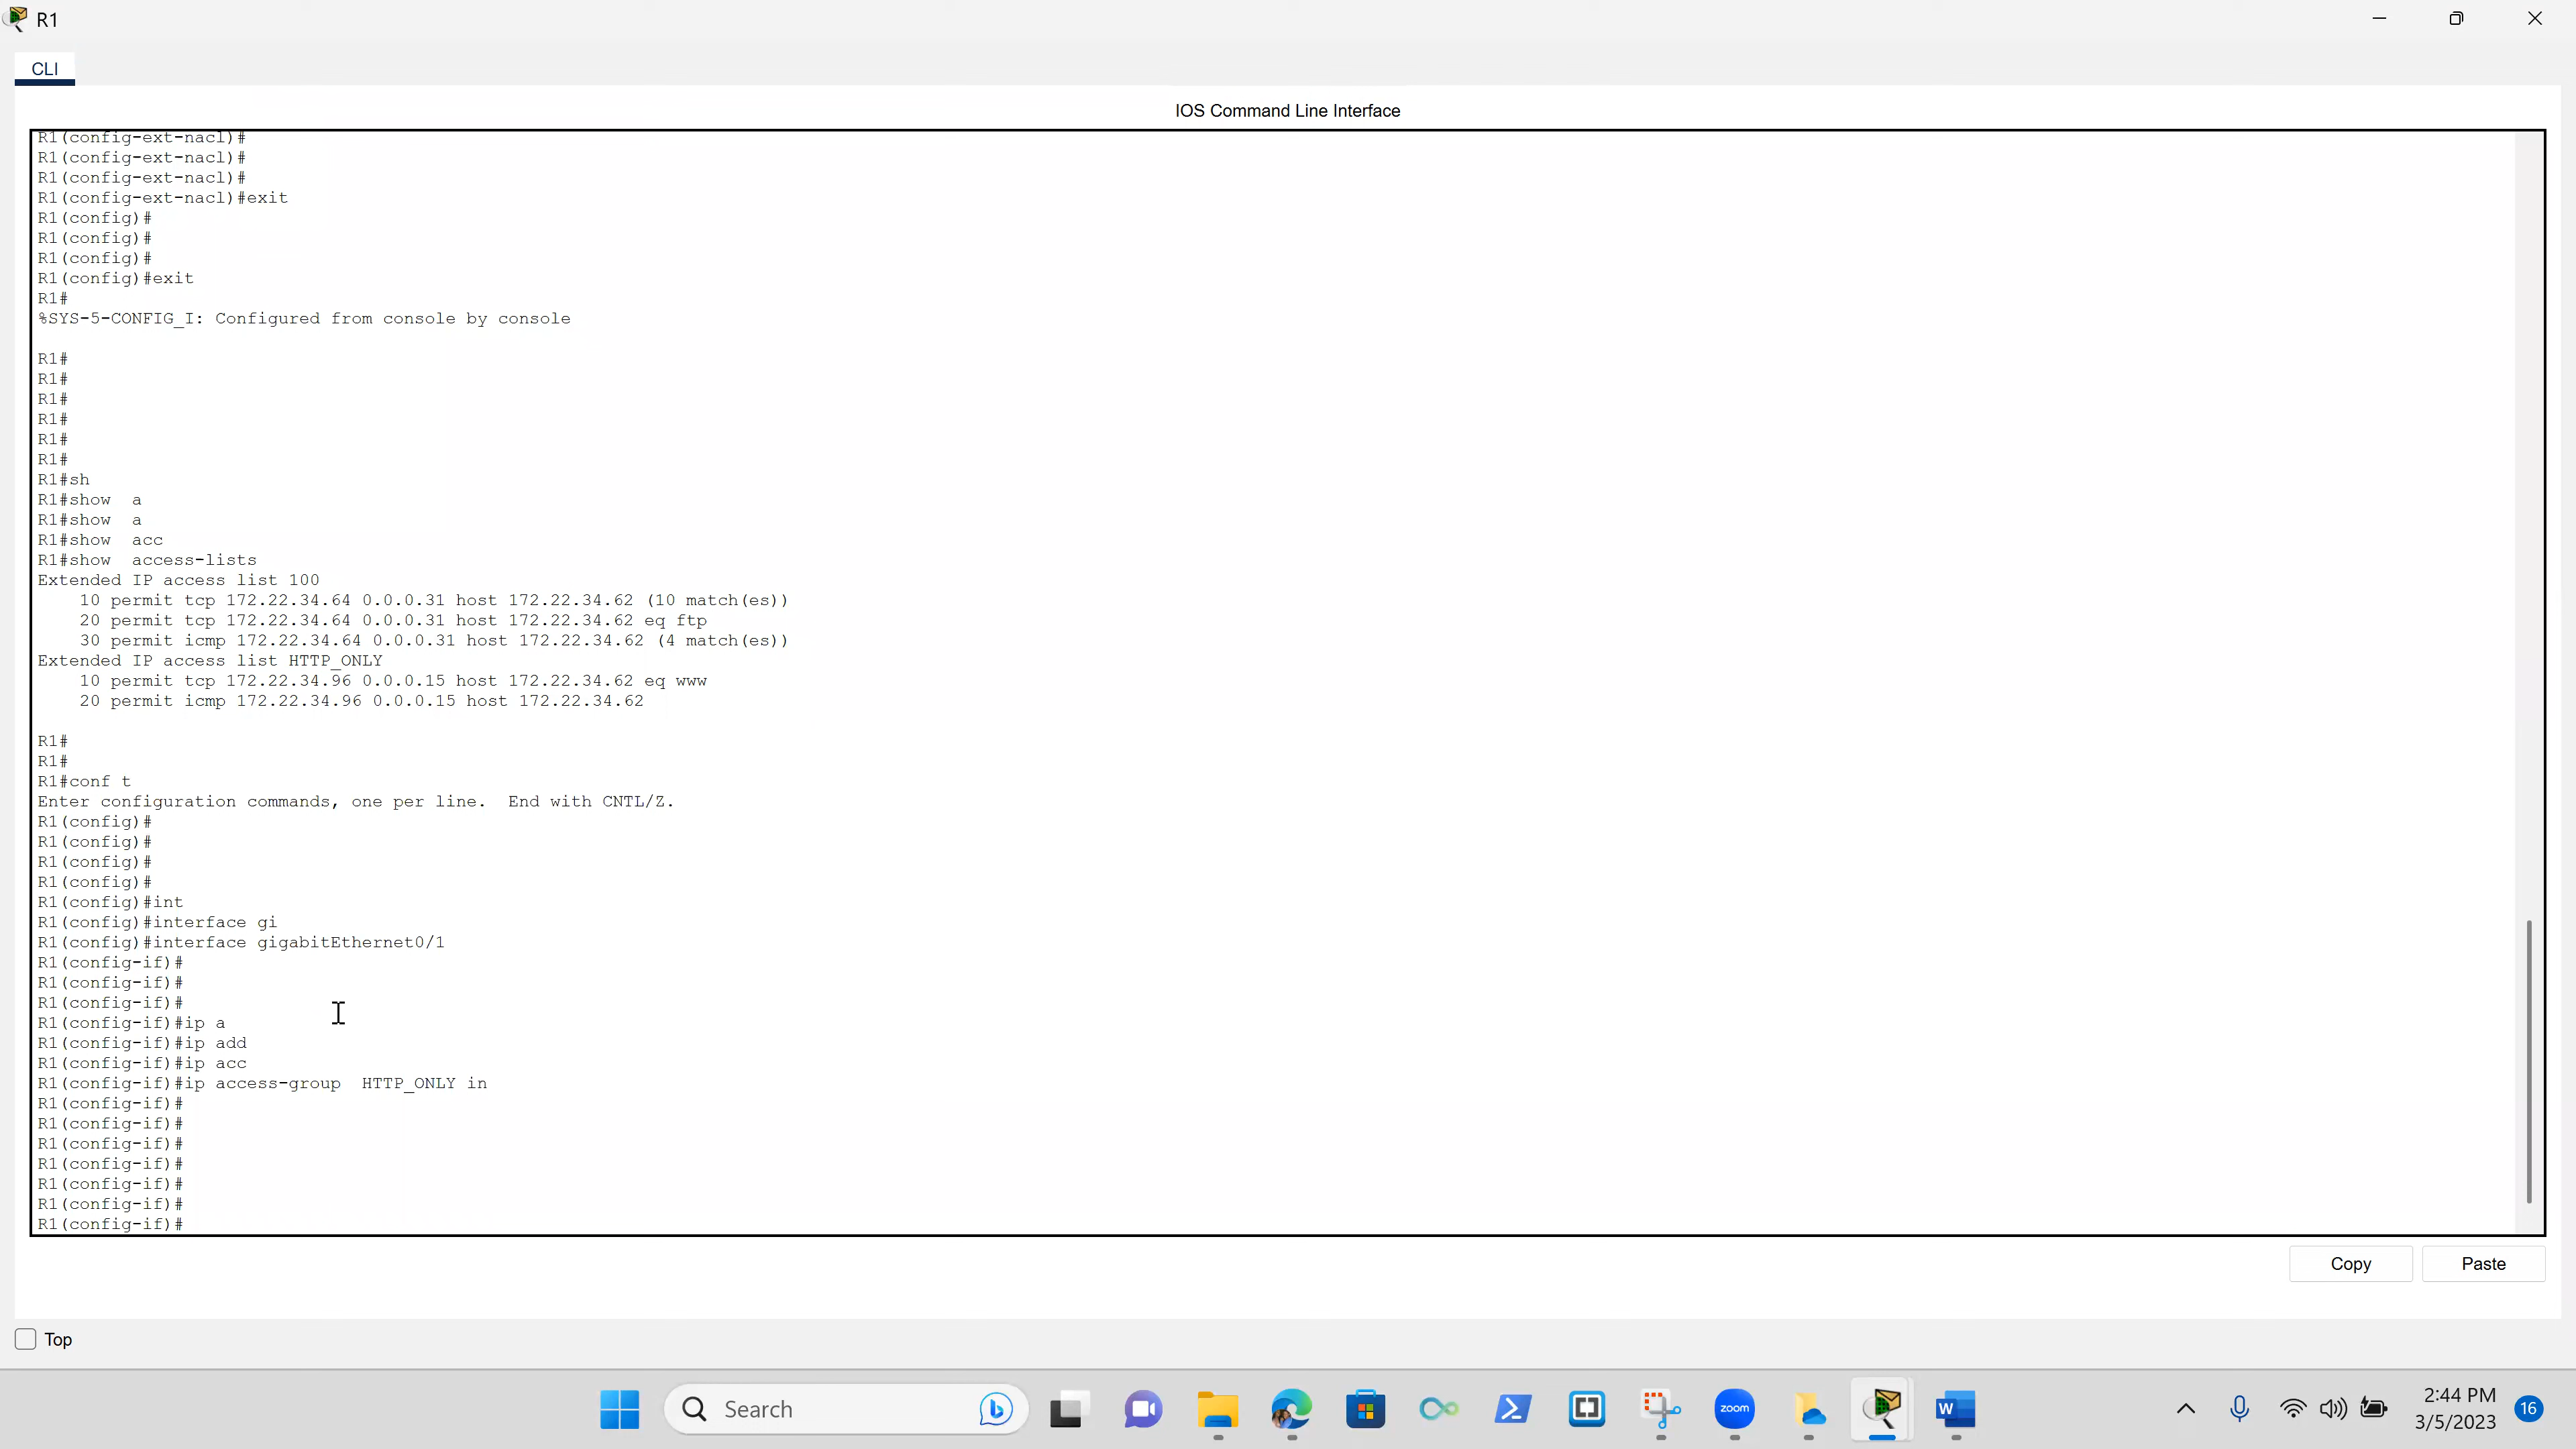 R1
CLI
IOS Command Line Interface
R1(config-ext-nacl)#
R1(config-ext-nacl)#
R1(config-ext-nacl)#
R1(config-ext-nacl)#exit
R1(config)#
R1(config)#
R1(config)#
R1(config)#exit
R1#
%SYS-5-CONFIG_I: Configured from console by console
R1#
R1#
R1#
R1#
R1#
R1#
R1#sh
R1#show  a
R1#show  a
R1#show  acc
R1#show  access-lists
Extended IP access list 100
    10 permit tcp 172.22.34.64 0.0.0.31 host 172.22.34.62 (10 match(es))
    20 permit tcp 172.22.34.64 0.0.0.31 host 172.22.34.62 eq ftp
    30 permit icmp 172.22.34.64 0.0.0.31 host 172.22.34.62 (4 match(es))
Extended IP access list HTTP_ONLY
    10 permit tcp 172.22.34.96 0.0.0.15 host 172.22.34.62 eq www
    20 permit icmp 172.22.34.96 0.0.0.15 host 172.22.34.62
R1#
R1#
R1#conf t
Enter configuration commands, one per line.  End with CNTL/Z.
R1(config)#
R1(config)#
R1(config)#
R1(config)#
R1(config)#int
R1(config)#interface gi
R1(config)#interface gigabitEthernet0/1
R1(config-if)#
R1(config-if)#
R1(config-if)#
R1(config-if)#ip a
R1(config-if)#ip add
R1(config-if)#ip acc
R1(config-if)#ip access-group  HTTP_ONLY in
R1(config-if)#
R1(config-if)#
R1(config-if)#
R1(config-if)#
R1(config-if)#
R1(config-if)#
R1(config-if)#
Copy
Paste
Top
Search
zoom
W
2:44 PM
3/5/2023
16